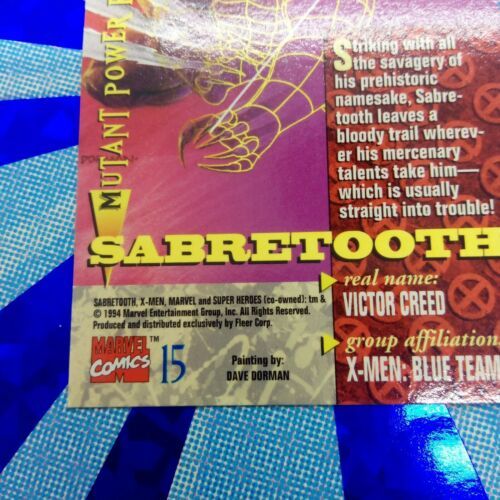 MUTANT POWER
Striking with all
the savagery of
his prehistoric
namesake, Sabre-
tooth leaves a
bloody trail wherev-
er his mercenary
talents take him—
which is usually
straight into trouble!
SABRETOOTH
real name:
VICTOR CREED
group affiliation
X-MEN: BLUE TEAM
SABRETOOTH, X-MEN, MARVEL and SUPER HEROES (co-owned): tm &
© 1994 Marvel Entertainment Group, Inc. All Rights Reserved.
Produced and distributed exclusively by Fleer Corp.
MARVEL™
COMICS
M
15
Painting by:
DAVE DORMAN